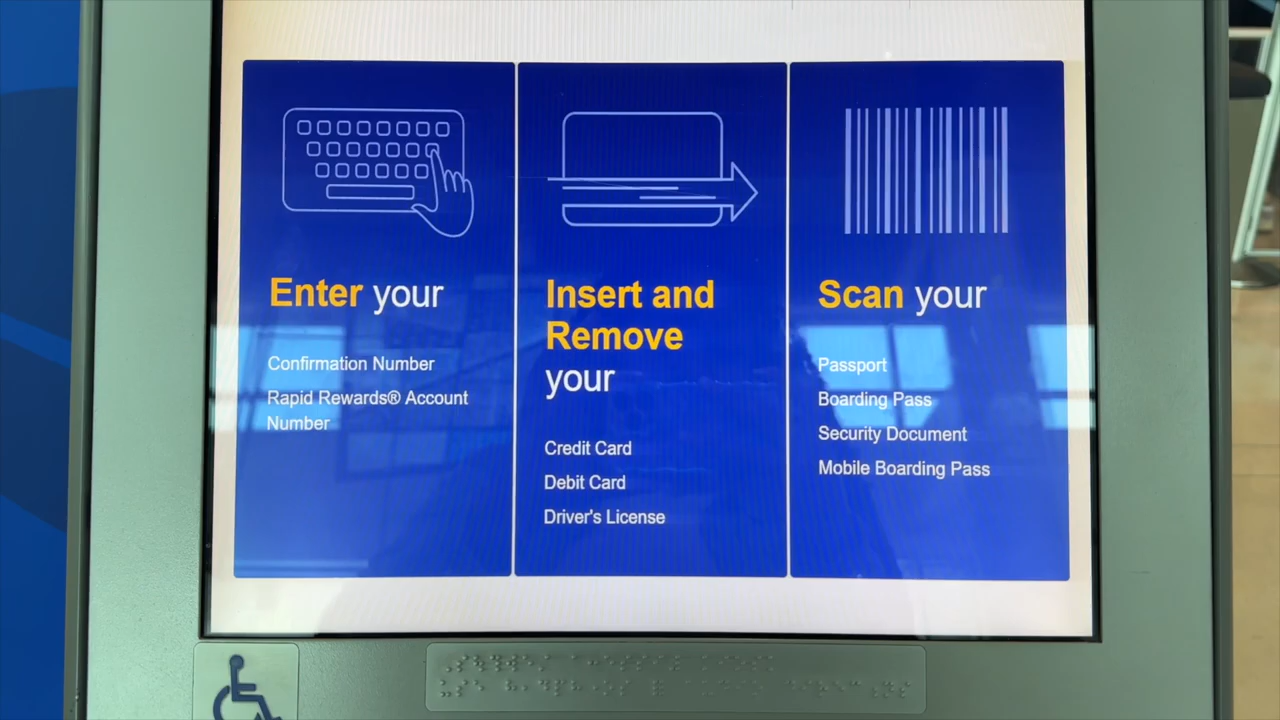 Enter your
Confirmation Number
Rapid Rewards® Account
Number
Insert and
Remove
your
Credit Card
Debit Card
Driver's License
Scan your
Passport
Boarding Pass
Security Document
Mobile Boarding Pass